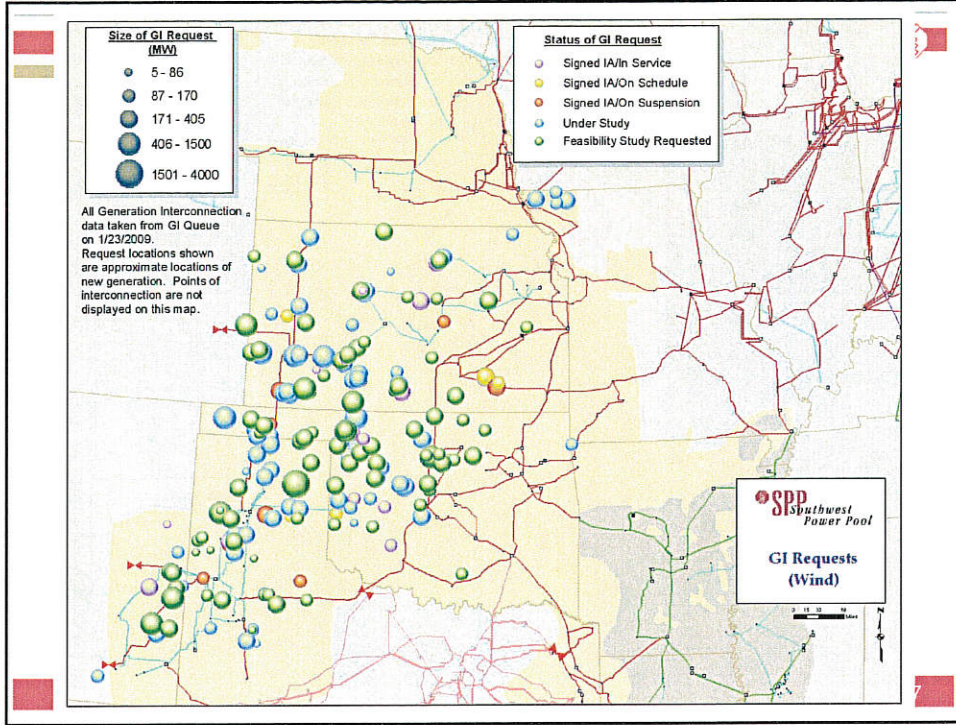 Size of GI Request
(MW)
5 - 86
87 - 170
171 - 405
406 - 1500
1501 - 4000
All Generation Interconnection
data taken from GI Queue
on 1/23/2009.
Request locations shown
are approximate locations of
new generation. Points of
interconnection are not
displayed on this map.
Status of GI Request
Signed IA/In Service
Signed IA/On Schedule
Signed IA/On Suspension
Under Study
Feasibility Study Requested
SPP
Southwest
Power Pool
GI Requests
(Wind)
N
7